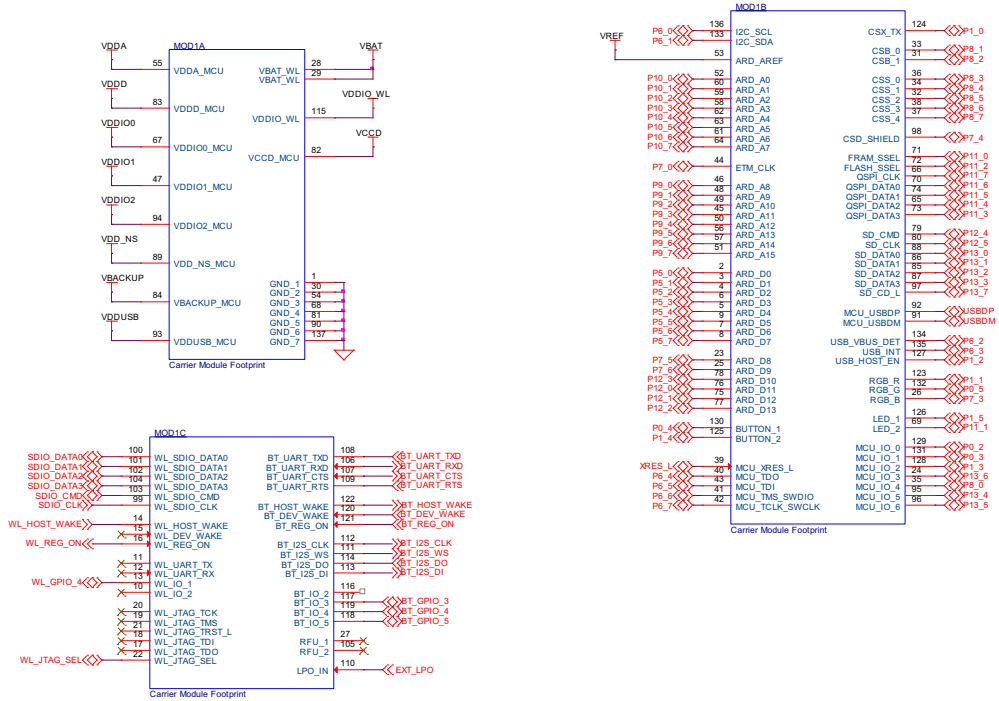 MOD1A
VDDA 55 VDDA_MCU
VDDD 83 VDDD_MCU
VDDIO0 67 VDDIO0_MCU
VDDIO1 47 VDDIO1_MCU
VDDIO2 94 VDDIO2_MCU
VDD_NS 89 VDD_NS_MCU
VBACKUP 84 VBACKUP_MCU
VDDUSB 93 VDDUSB_MCU
VBAT_WL 28 VBAT
VBAT_WL 29
VDDIO_WL 115 VDDIO_WL
VCCD_MCU 82 VCCD
GND_1 1
GND_2 30
GND_3 54
GND_4 68
GND_5 81
GND_6 90
GND_7 137
Carrier Module Footprint
MOD1B
P6_0 136 I2C_SCL
P6_1 133 I2C_SDA
VREF 53 ARD_AREF
P10_0 52 ARD_A0
P10_1 60 ARD_A1
P10_2 59 ARD_A2
P10_3 58 ARD_A3
P10_4 62 ARD_A4
P10_5 63 ARD_A5
P10_6 61 ARD_A6
P10_7 64 ARD_A7
P7_0 44 ETM_CLK
P9_0 46 ARD_A8
P9_1 48 ARD_A9
P9_2 49 ARD_A10
P9_3 45 ARD_A11
P9_4 50 ARD_A12
P9_5 56 ARD_A13
P9_6 57 ARD_A14
P9_7 51 ARD_A15
P5_0 2 ARD_D0
P5_1 3 ARD_D1
P5_2 4 ARD_D2
P5_3 6 ARD_D3
P5_4 5 ARD_D4
P5_5 9 ARD_D5
P5_6 7 ARD_D6
P5_7 8 ARD_D7
P7_5 23 ARD_D8
P7_6 25 ARD_D9
P12_3 78 ARD_D10
P12_0 76 ARD_D11
P12_1 75 ARD_D12
P12_2 77 ARD_D13
P0_4 130 BUTTON_1
P1_4 125 BUTTON_2
XRES_L 39 MCU_XRES_L
P6_4 40 MCU_TDO
P6_5 43 MCU_TDI
P6_6 41 MCU_TMS_SWDIO
P6_7 42 MCU_TCLK_SWCLK
CSX_TX 124 P1_0
CSB_0 33 P8_1
CSB_1 31 P8_2
CSS_0 36 P8_3
CSS_1 34 P8_4
CSS_2 32 P8_5
CSS_3 38 P8_6
CSS_4 37 P8_7
CSD_SHIELD 98 P7_4
FRAM_SSEL 71 P11_0
FLASH_SSEL 72 P11_2
QSPI_CLK 66 P11_7
QSPI_DATA0 70 P11_6
QSPI_DATA1 74 P11_5
QSPI_DATA2 65 P11_4
QSPI_DATA3 73 P11_3
SD_CMD 79 P12_4
SD_CLK 80 P12_5
SD_DATA0 88 P13_0
SD_DATA1 86 P13_1
SD_DATA2 85 P13_2
SD_DATA3 87 P13_3
SD_CD_L 97 P13_7
MCU_USBDP 92 USBDP
MCU_USBDM 91 USBDM
USB_VBUS_DET 134 P6_2
USB_INT 135 P6_3
USB_HOST_EN 127 P1_2
RGB_R 123 P1_1
RGB_G 132 P0_5
RGB_B 26 P7_3
LED_1 126 P1_5
LED_2 69 P11_1
MCU_IO_0 129 P0_2
MCU_IO_1 131 P0_3
MCU_IO_2 128 P1_3
MCU_IO_3 24 P13_6
MCU_IO_4 35 P8_0
MCU_IO_5 95 P13_4
MCU_IO_6 96 P13_5
Carrier Module Footprint
MOD1C
SDIO_DATA0 100 WL_SDIO_DATA0
SDIO_DATA1 101 WL_SDIO_DATA1
SDIO_DATA2 102 WL_SDIO_DATA2
SDIO_DATA3 104 WL_SDIO_DATA3
SDIO_CMD 103 WL_SDIO_CMD
SDIO_CLK 99 WL_SDIO_CLK
WL_HOST_WAKE 14 WL_HOST_WAKE
15 WL_DEV_WAKE
WL_REG_ON 16 WL_REG_ON
11 WL_UART_TX
12 WL_UART_RX
WL_GPIO_4 13 WL_IO_1
10 WL_IO_2
20 WL_JTAG_TCK
19 WL_JTAG_TMS
21 WL_JTAG_TRST_L
18 WL_JTAG_TDI
17 WL_JTAG_TDO
WL_JTAG_SEL 22 WL_JTAG_SEL
BT_UART_TXD 108 BT_UART_TXD
BT_UART_RXD 106 BT_UART_RXD
BT_UART_CTS 107 BT_UART_CTS
BT_UART_RTS 109 BT_UART_RTS
BT_HOST_WAKE 122 BT_HOST_WAKE
BT_DEV_WAKE 120 BT_DEV_WAKE
BT_REG_ON 121 BT_REG_ON
BT_I2S_CLK 112 BT_I2S_CLK
BT_I2S_WS 111 BT_I2S_WS
BT_I2S_DO 114 BT_I2S_DO
BT_I2S_DI 113 BT_I2S_DI
BT_IO_2 116
BT_IO_3 117 BT_GPIO_3
BT_IO_4 119 BT_GPIO_4
BT_IO_5 118 BT_GPIO_5
RFU_1 27
RFU_2 105
LPO_IN 110 EXT_LPO
Carrier Module Footprint